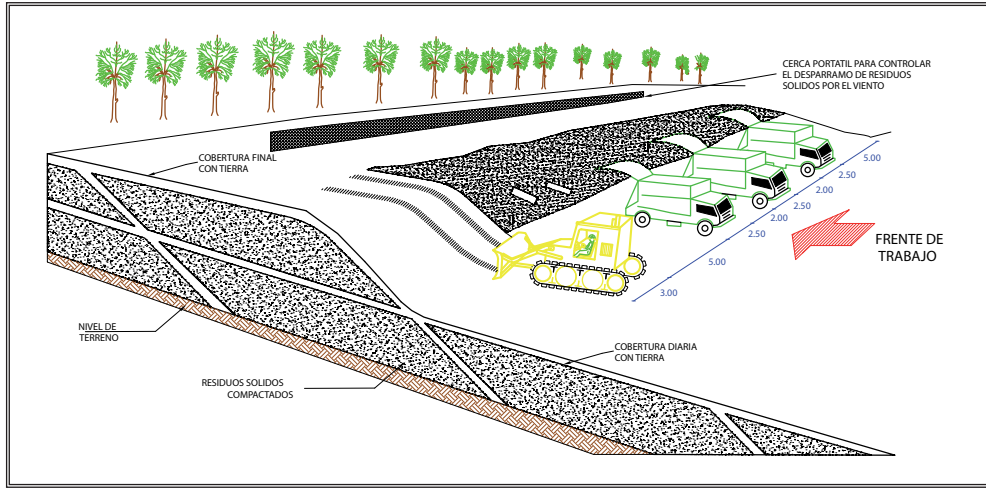 CERCA PORTATIL PARA CONTROLAR
EL DESPARRAMO DE RESIDUOS
SOLIDOS POR EL VIENTO
COBERTURA FINAL
CON TIERRA
5.00
2.50
2.00
2.50
2.00
2.50
5.00
3.00
FRENTE DE
TRABAJO
NIVEL DE
TERRENO
COBERTURA DIARIA
CON TIERRA
RESIDUOS SOLIDOS
COMPACTADOS